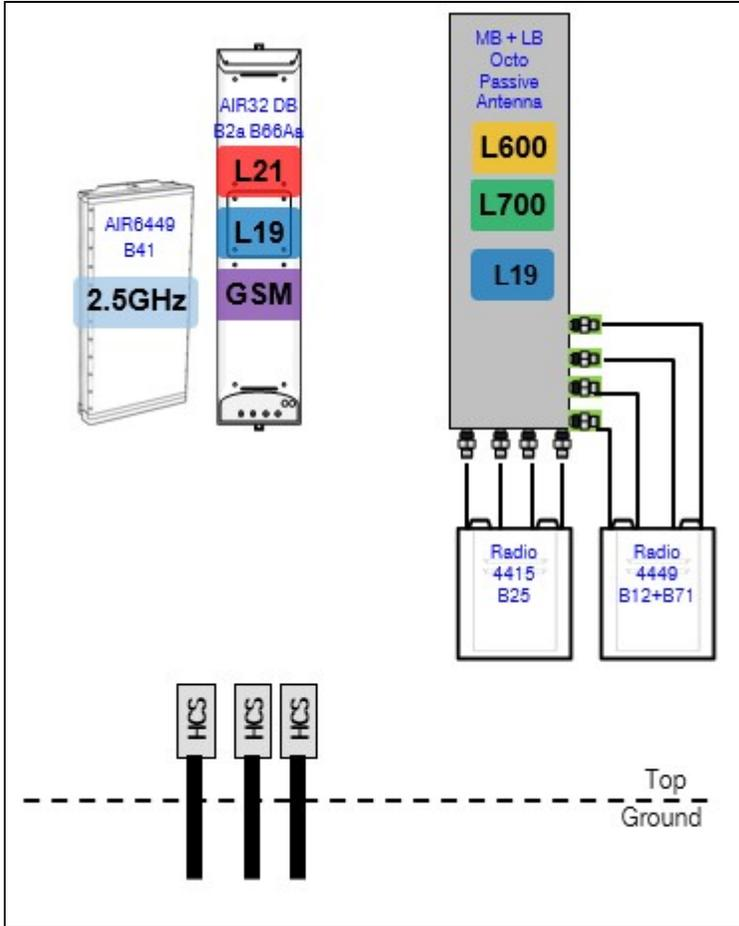 MB + LB
Octo
Passive
Antenna
L600
L700
L19
AIR32 DB
B2a B66Aa
L21
L19
GSM
AIR6449
B41
2.5GHz
Radio
4415
B25
Radio
4449
B12+B71
HCS
HCS
HCS
Top
Ground